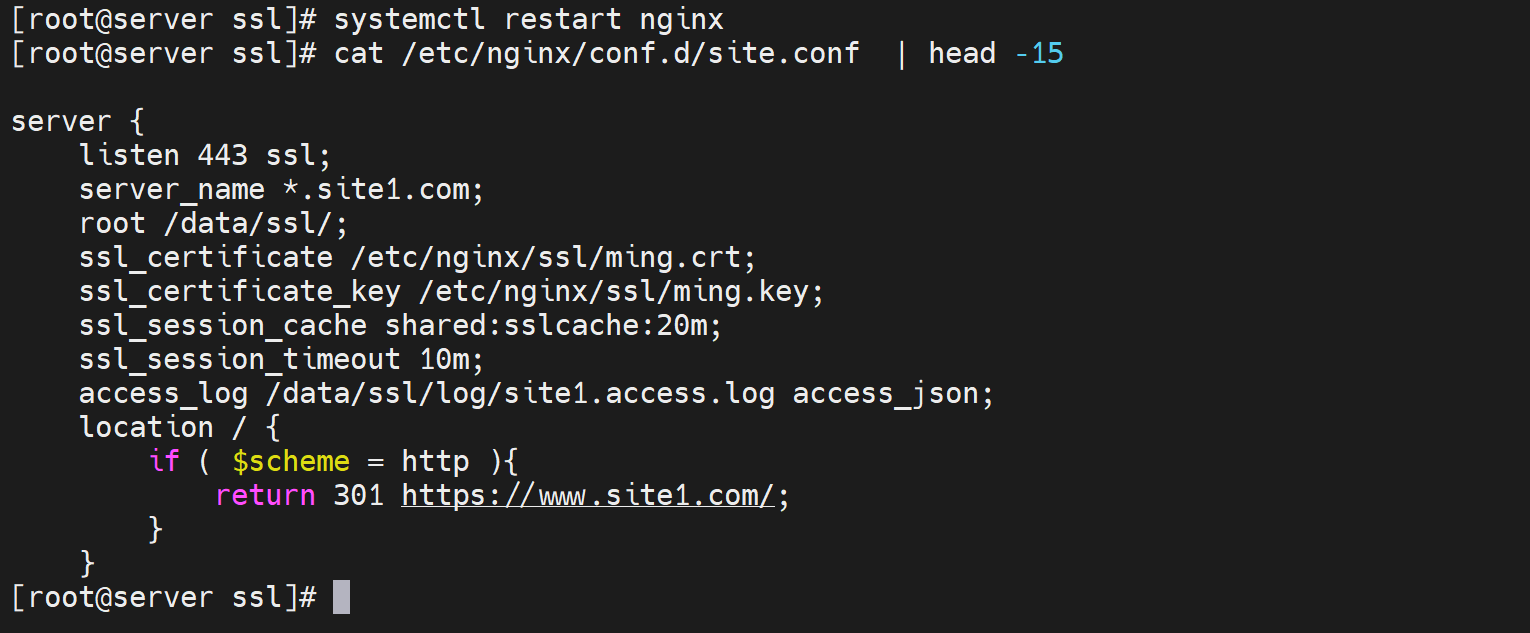 [root@server ssl]# systemctl restart nginx
[root@server ssl]# cat /etc/nginx/conf.d/site.conf  | head -15

server {
    listen 443 ssl;
    server_name *.site1.com;
    root /data/ssl/;
    ssl_certificate /etc/nginx/ssl/ming.crt;
    ssl_certificate_key /etc/nginx/ssl/ming.key;
    ssl_session_cache shared:sslcache:20m;
    ssl_session_timeout 10m;
    access_log /data/ssl/log/site1.access.log access_json;
    location / {
        if ( $scheme = http ){
            return 301 https://www.site1.com/;
        }
    }
[root@server ssl]#